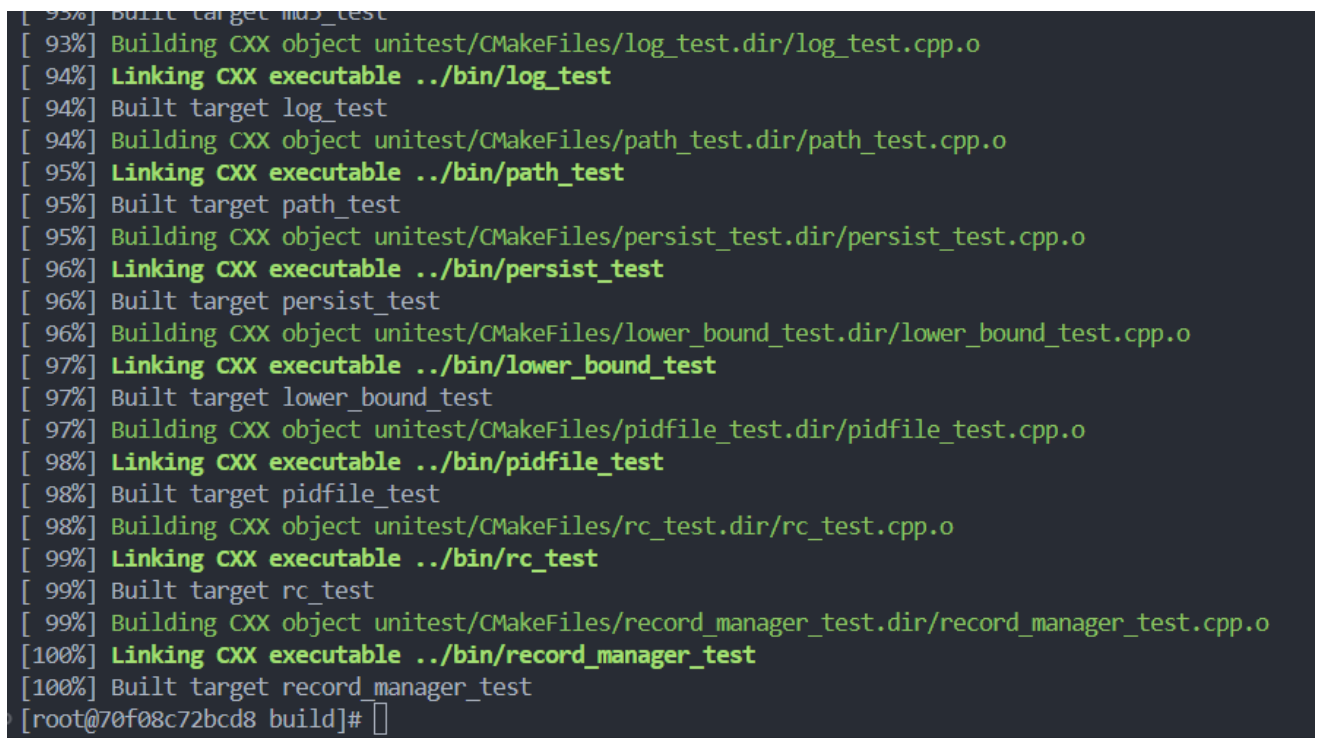 [ 93%] Built target md5_test
[ 93%] Building CXX object unitest/CMakeFiles/log_test.dir/log_test.cpp.o
[ 94%] Linking CXX executable ../bin/log_test
[ 94%] Built target log_test
[ 94%] Building CXX object unitest/CMakeFiles/path_test.dir/path_test.cpp.o
[ 95%] Linking CXX executable ../bin/path_test
[ 95%] Built target path_test
[ 95%] Building CXX object unitest/CMakeFiles/persist_test.dir/persist_test.cpp.o
[ 96%] Linking CXX executable ../bin/persist_test
[ 96%] Built target persist_test
[ 96%] Building CXX object unitest/CMakeFiles/lower_bound_test.dir/lower_bound_test.cpp.o
[ 97%] Linking CXX executable ../bin/lower_bound_test
[ 97%] Built target lower_bound_test
[ 97%] Building CXX object unitest/CMakeFiles/pidfile_test.dir/pidfile_test.cpp.o
[ 98%] Linking CXX executable ../bin/pidfile_test
[ 98%] Built target pidfile_test
[ 98%] Building CXX object unitest/CMakeFiles/rc_test.dir/rc_test.cpp.o
[ 99%] Linking CXX executable ../bin/rc_test
[ 99%] Built target rc_test
[ 99%] Building CXX object unitest/CMakeFiles/record_manager_test.dir/record_manager_test.cpp.o
[100%] Linking CXX executable ../bin/record_manager_test
[100%] Built target record_manager_test
[root@70f08c72bcd8 build]#